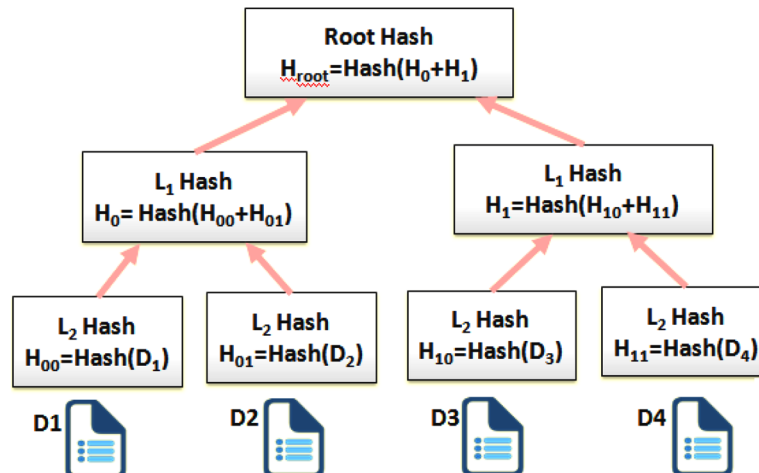 Root Hash
H_root=Hash(H₀+H₁)
L₁ Hash
H₀= Hash(H₀₀+H₀₁)
L₁ Hash
H₁=Hash(H₁₀+H₁₁)
L₂ Hash
H₀₀=Hash(D₁)
L₂ Hash
H₀₁=Hash(D₂)
L₂ Hash
H₁₀=Hash(D₃)
L₂ Hash
H₁₁=Hash(D₄)
D1
D2
D3
D4